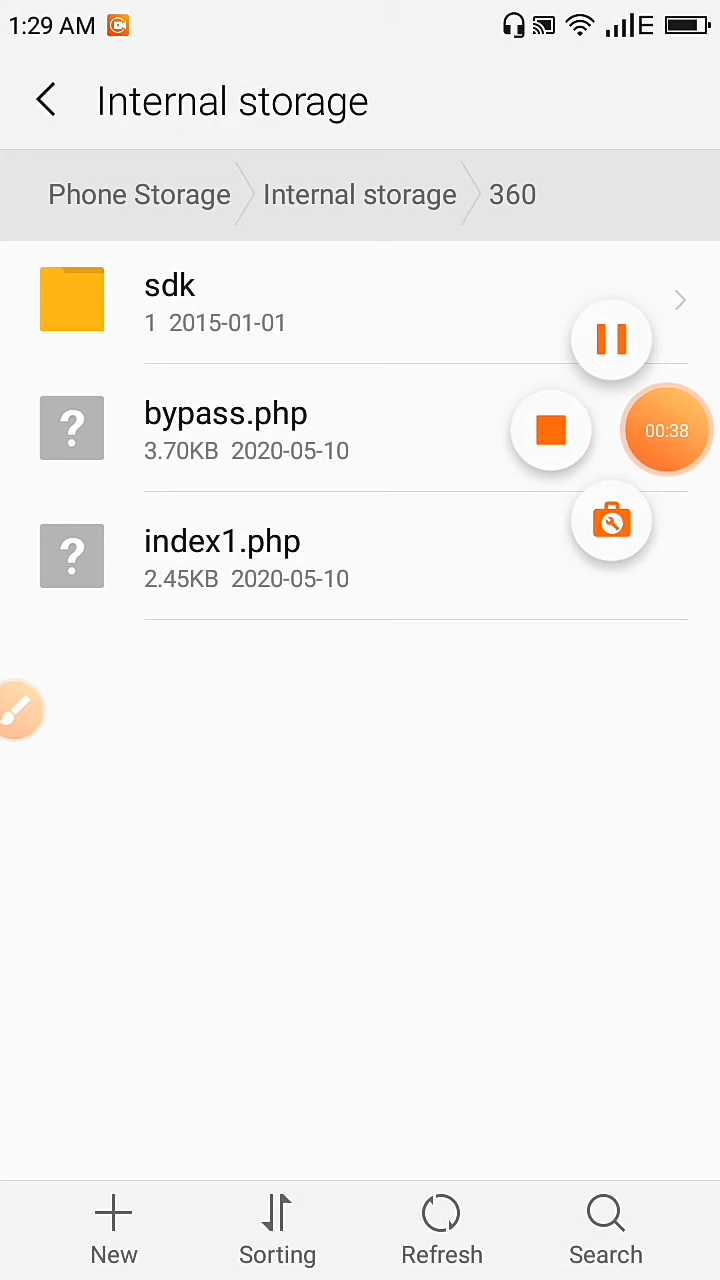 1:29 AM E
Internal storage
Phone Storage Internal storage 360
sdk
1 2015-01-01
bypass.php
3.70KB 2020-05-10
00:38
index1.php
2.45KB 2020-05-10
New Sorting Refresh Search